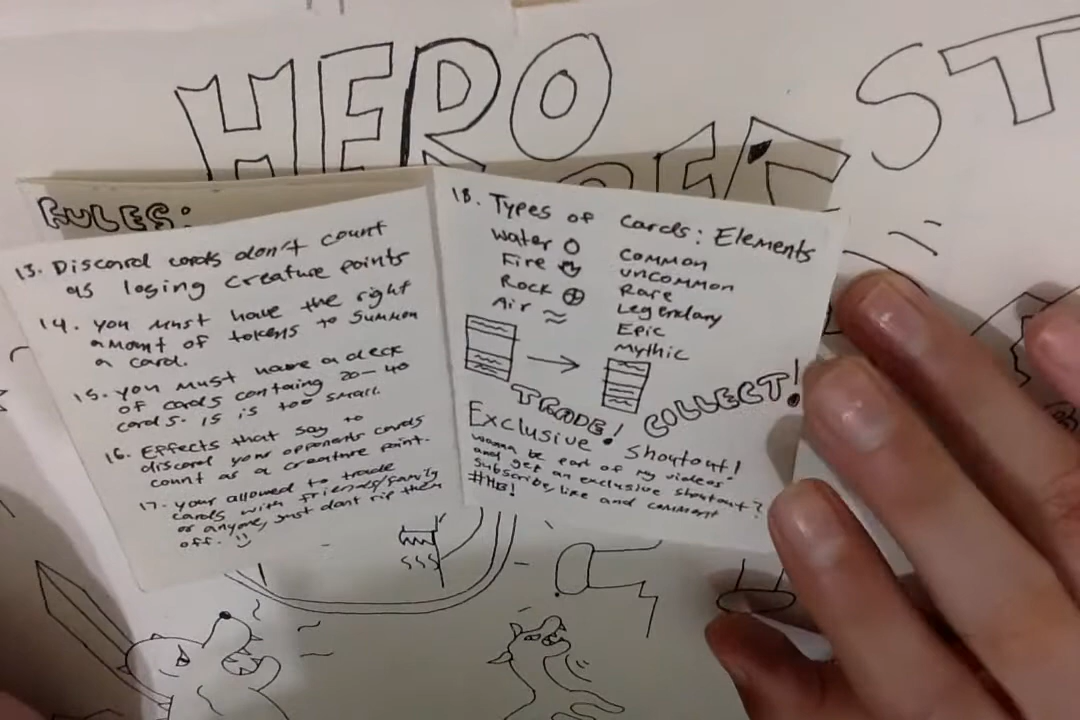 HERO
ST
RULES:
13. Discard cards don't count
as losing creature points
14. you must have the right
amount of tokens to summon
a card.
15. you must have a deck
of cards containg 20-40
cards. 15 is too small.
16. Effects that say to
discard your opponents cards
count as a creature point.
17. your allowed to trade
cards with friends/family
or anyone, just dont rip them
off. :)
18. Types of cards: Elements
Water
Fire
Rock
Air
COMMON
UNCOMMON
Rare
Legendary
Epic
Mythic
TRADE!
COLLECT!
Exclusive Shoutout!
wanna be part of my videos
and get an exclusive shoutout?
Subscribe, like and comment